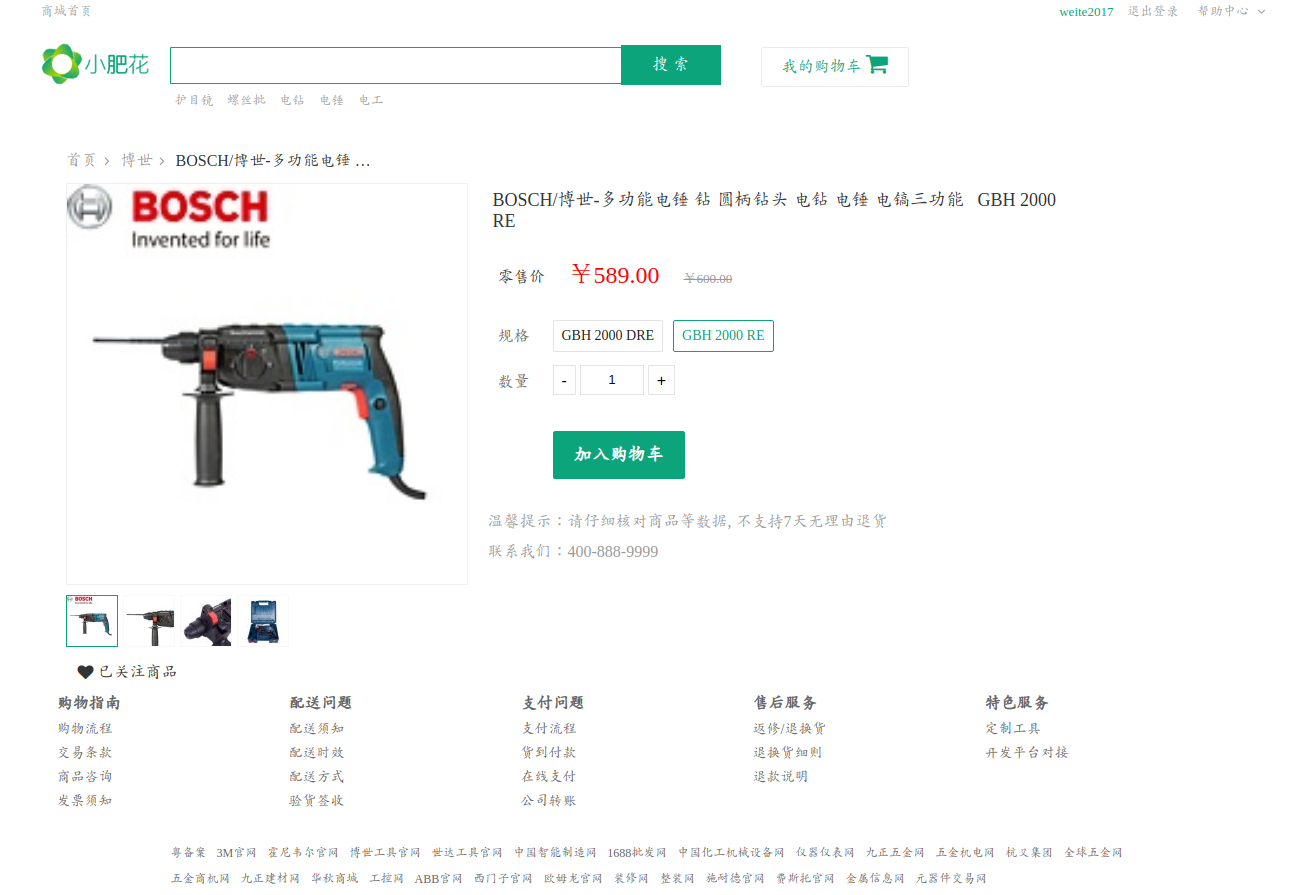 商城首页 weite2017 退出登录 帮助中心
小肥花 搜 索 我的购物车
护目镜 螺丝批 电钻 电锤 电工
首页 > 博世 > BOSCH/博世-多功能电锤 …
BOSCH
Invented for life
BOSCH/博世-多功能电锤 钻 圆柄钻头 电钻 电锤 电镐三功能 GBH 2000
RE
零售价 ￥589.00 ￥600.00
规格 GBH 2000 DRE GBH 2000 RE
数量 - 1 +
加入购物车
温馨提示：请仔细核对商品等数据, 不支持7天无理由退货
联系我们：400-888-9999
已关注商品
购物指南 配送问题 支付问题 售后服务 特色服务
购物流程 配送须知 支付流程 返修/退换货 定制工具
交易条款 配送时效 货到付款 退换货细则 开发平台对接
商品咨询 配送方式 在线支付 退款说明
发票须知 验货签收 公司转账
粤备案 3M官网 霍尼韦尔官网 博世工具官网 世达工具官网 中国智能制造网 1688批发网 中国化工机械设备网 仪器仪表网 九正五金网 五金机电网 杭叉集团 全球五金网
五金商机网 九正建材网 华秋商城 工控网 ABB官网 西门子官网 欧姆龙官网 装修网 整装网 施耐德官网 费斯托官网 金属信息网 元器件交易网